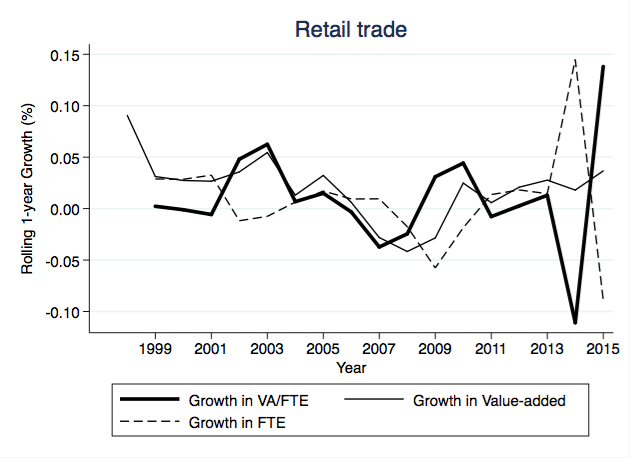 Retail trade
Rolling 1-year Growth (%)
0.15
0.10
0.05
0.00
-0.05
-0.10
1999 2001 2003 2005 2007 2009 2011 2013 2015
Year
Growth in VA/FTE Growth in Value-added
Growth in FTE